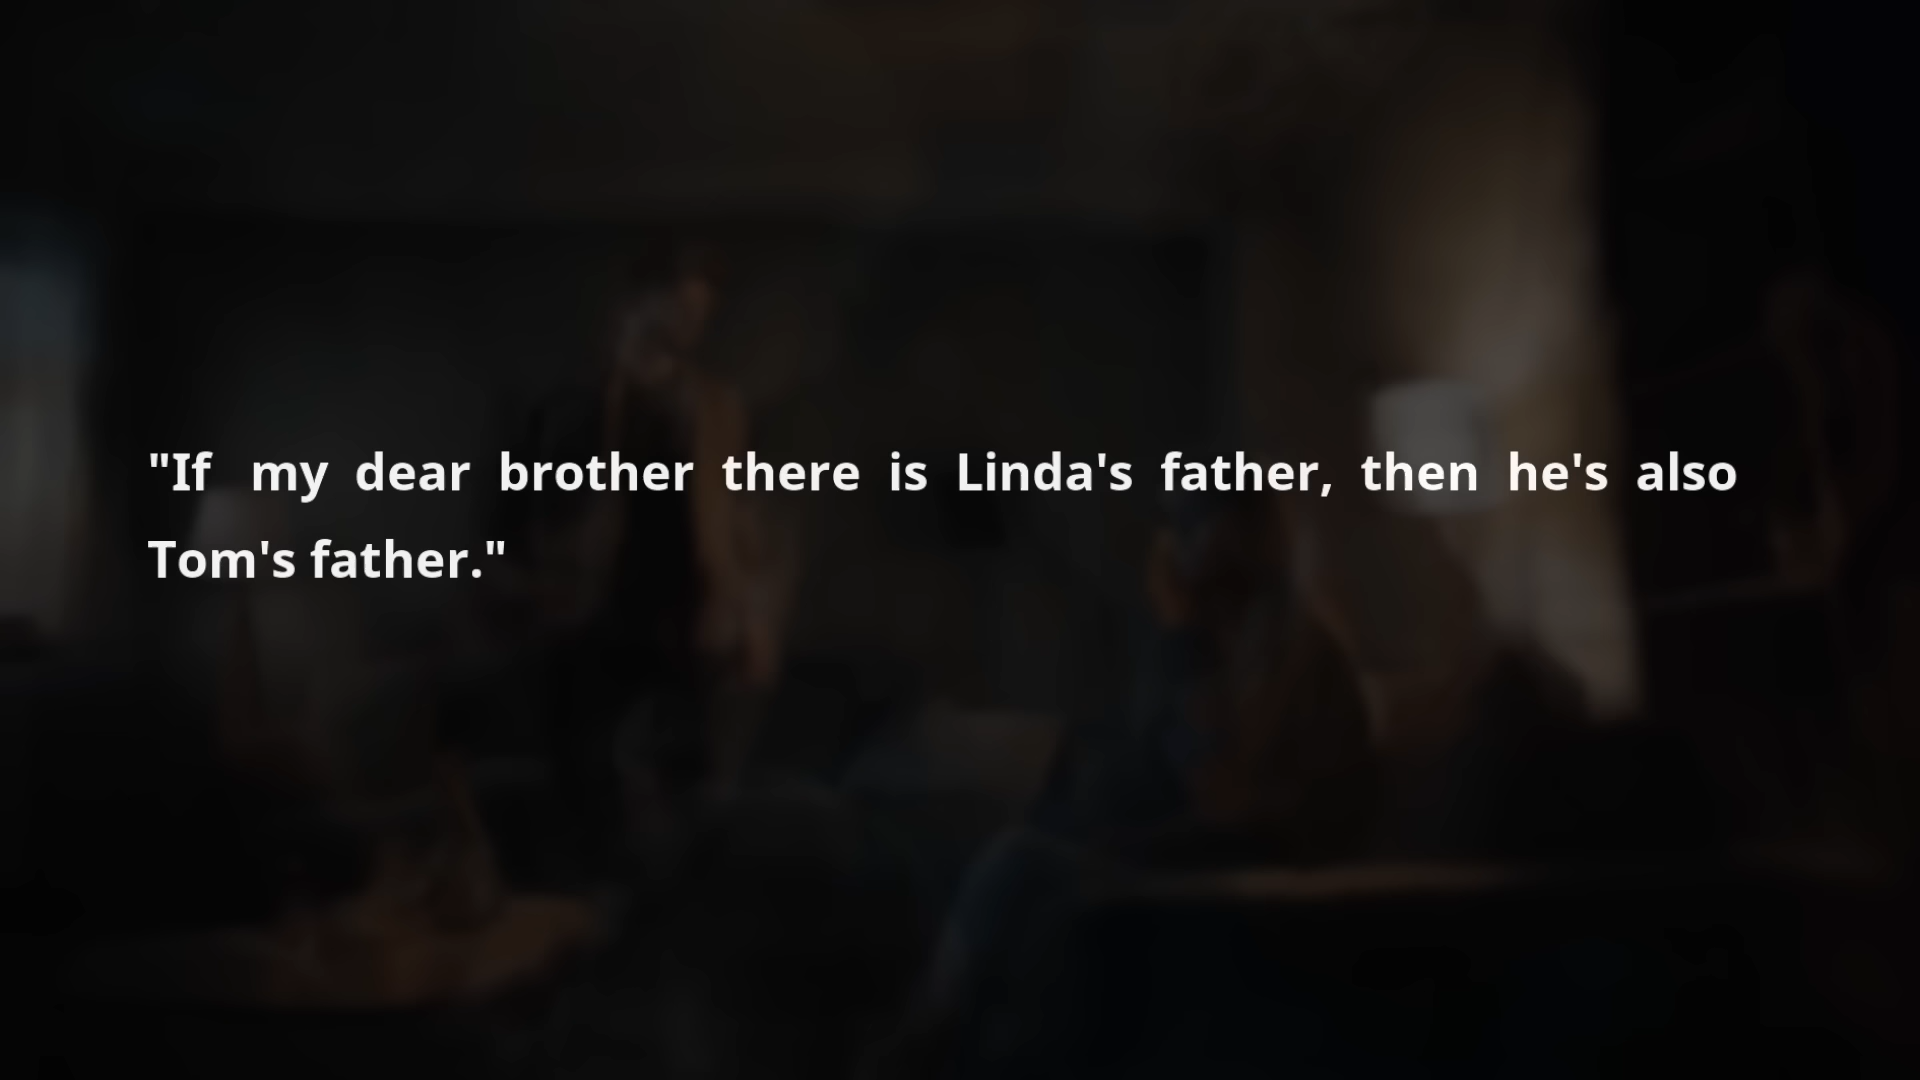 "If my dear brother there is Linda's father, then he's also
Tom's father."